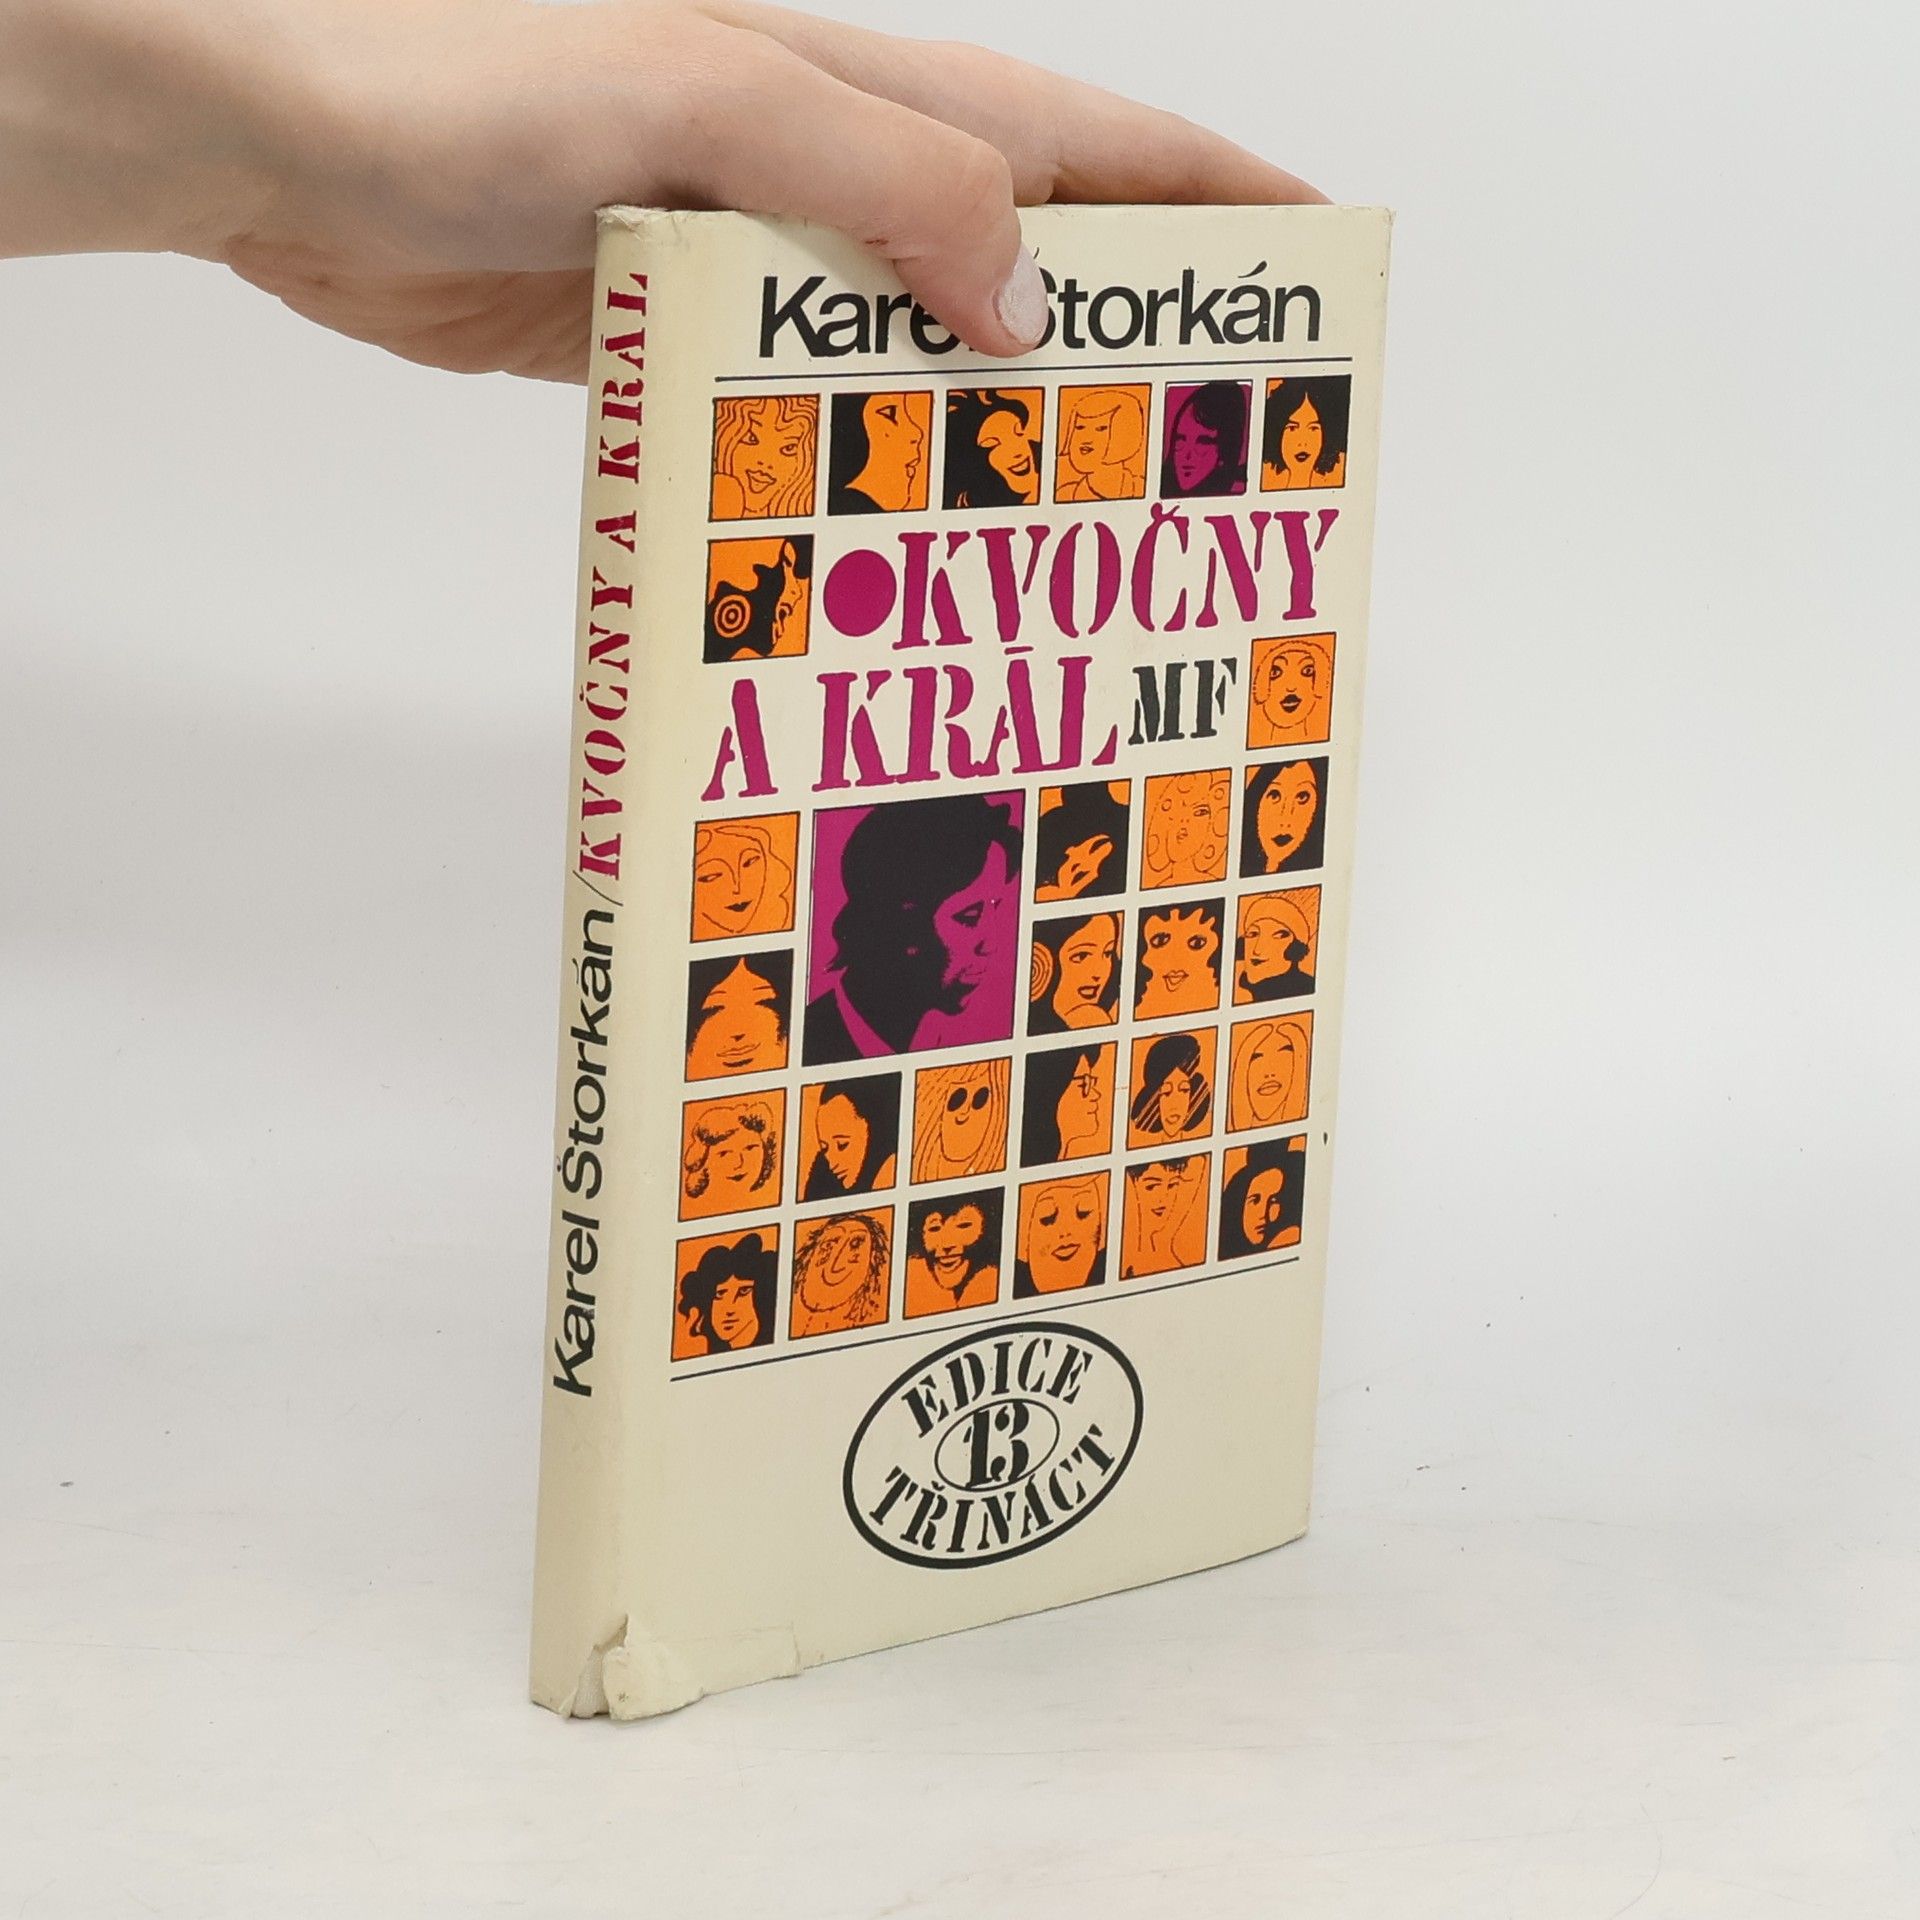 Karel Štorkán
KVOČNY
A KRÁL MF
EDICE
13
TŘINÁCT
Karel Štorkán/KVOČNY A KRÁL